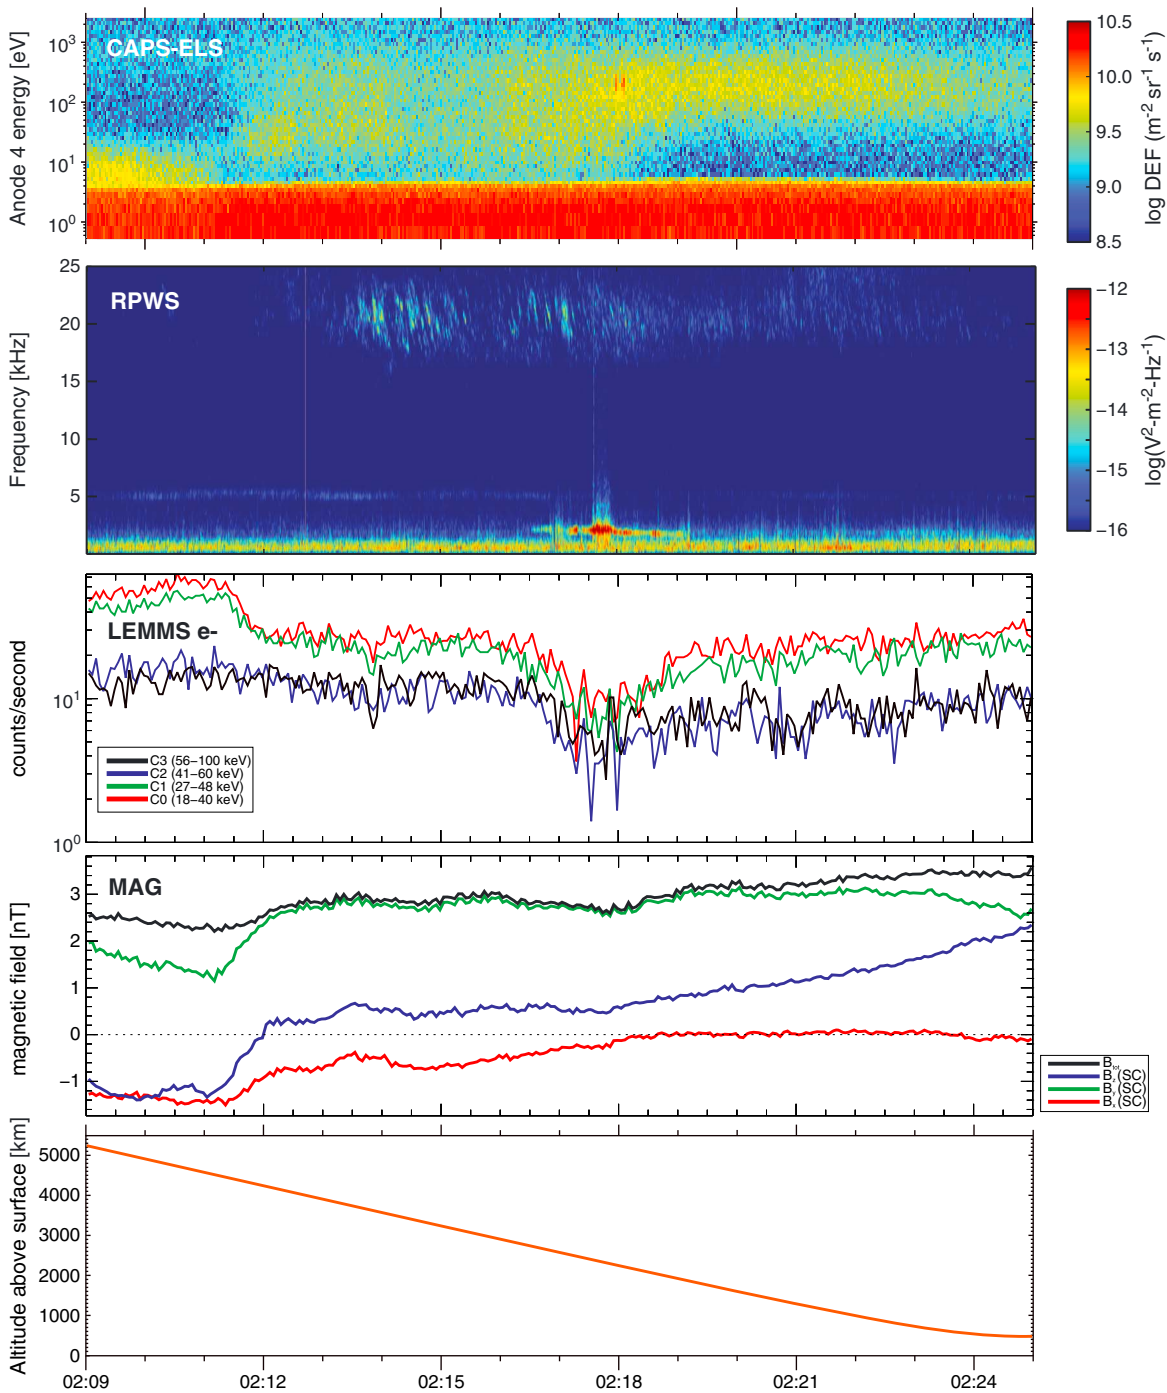 CAPS-ELS
Anode 4 energy [eV]
10³
10²
10¹
10⁰
10.5
10.0
9.5
9.0
8.5
log DEF (m⁻² sr⁻¹ s⁻¹)
RPWS
Frequency [kHz]
25
20
15
10
5
−12
−13
−14
−15
−16
log(V²-m⁻²-Hz⁻¹)
LEMMS e-
counts/second
10¹
10⁰
C3 (56−100 keV)
C2 (41−60 keV)
C1 (27−48 keV)
C0 (18−40 keV)
MAG
magnetic field [nT]
3
2
1
0
−1
B tot
B z (SC)
B y (SC)
B x (SC)
Altitude above surface [km]
5000
4000
3000
2000
1000
0
02:09 02:12 02:15 02:18 02:21 02:24